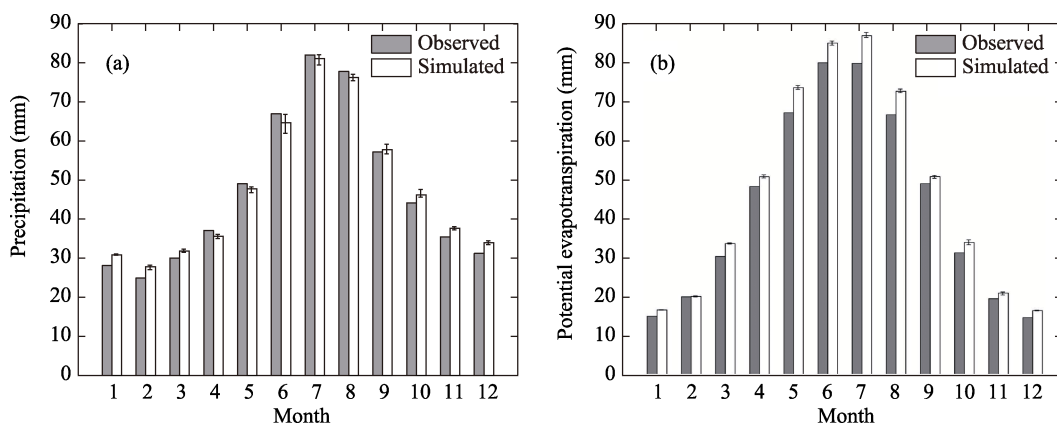 90
80
70
60
50
40
30
20
10
0
Precipitation (mm)
(a)
Observed
Simulated
1 2 3 4 5 6 7 8 9 10 11 12
Month
90
80
70
60
50
40
30
20
10
0
Potential evapotranspiration (mm)
(b)
Observed
Simulated
1 2 3 4 5 6 7 8 9 10 11 12
Month